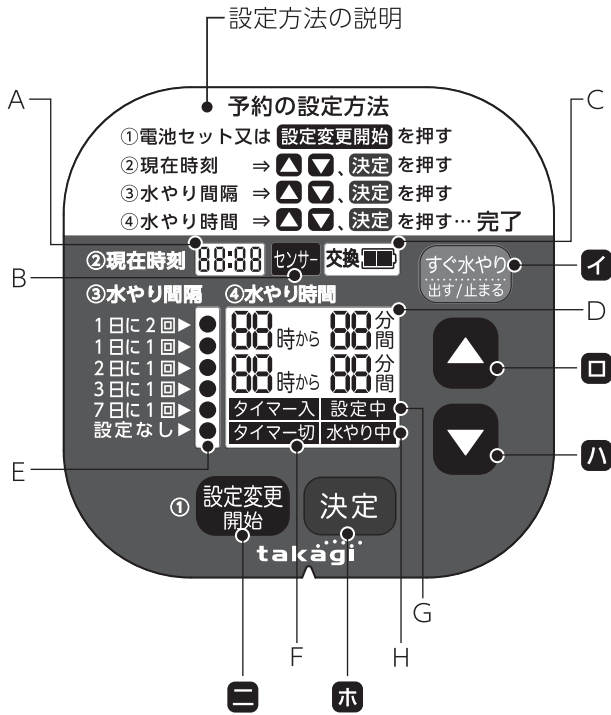 設定方法の説明
A
C
予約の設定方法
①電池セット又は 設定変更開始 を押す
②現在時刻 ⇒ ▲ ▼、決定 を押す
③水やり間隔 ⇒ ▲ ▼、決定 を押す
④水やり時間 ⇒ ▲ ▼、決定 を押す… 完了
②現在時刻 88:88 センサー 交換
すぐ水やり
出す/止まる
イ
B
③水やり間隔 ④水やり時間
D
1日に2回▶
1日に1回▶
2日に1回▶
3日に1回▶
7日に1回▶
設定なし▶
88時から 88分間
88時から 88分間
タイマー入 設定中
タイマー切 水やり中
▲
ロ
▼
ハ
E
① 設定変更
開始
決定
takagi
G
F
H
ニ
ホ